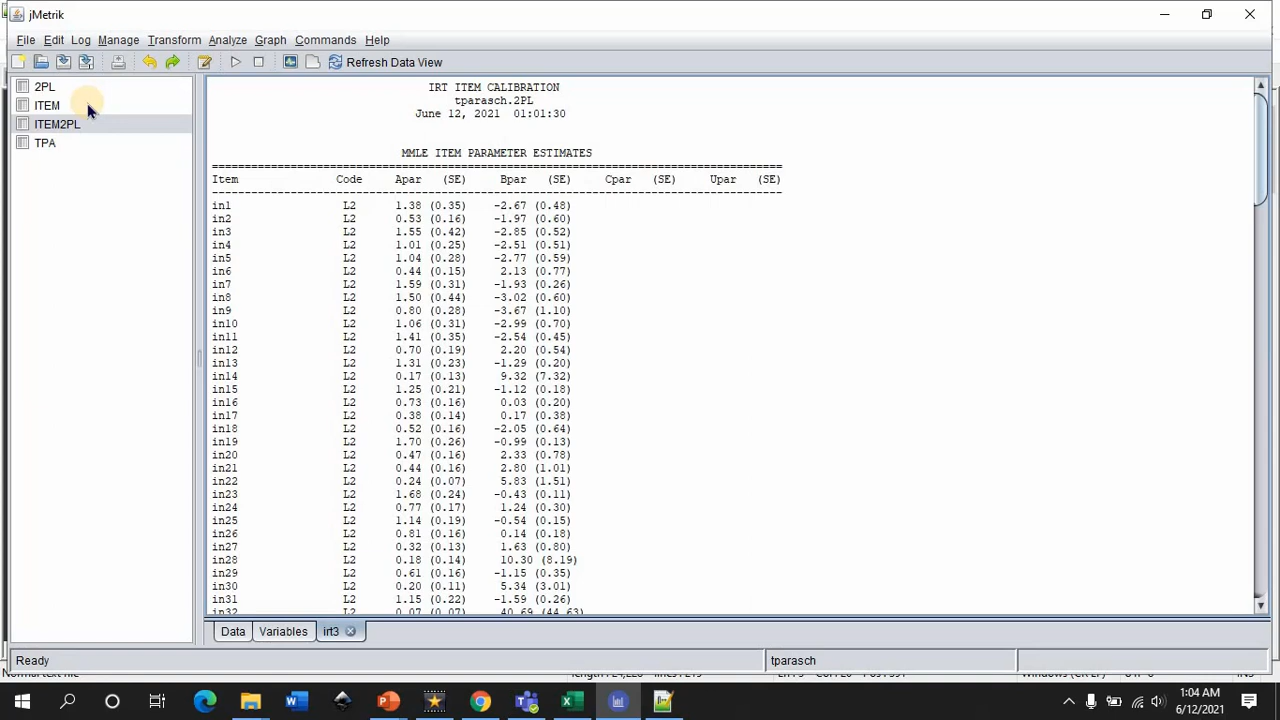 jMetrik
File Edit Log Manage Transform Analyze Graph Commands Help
Refresh Data View
2PL
ITEM
ITEM2PL
TPA
IRT ITEM CALIBRATION
tparasch.2PL
June 12, 2021 01:01:30
MMLE ITEM PARAMETER ESTIMATES
Item Code Apar (SE) Bpar (SE) Cpar (SE) Upar (SE)
in1 L2 1.38 (0.35) -2.67 (0.48)
in2 L2 0.53 (0.16) -1.97 (0.60)
in3 L2 1.55 (0.42) -2.85 (0.52)
in4 L2 1.01 (0.25) -2.51 (0.51)
in5 L2 1.04 (0.28) -2.77 (0.59)
in6 L2 0.44 (0.15) 2.13 (0.77)
in7 L2 1.59 (0.31) -1.93 (0.26)
in8 L2 1.50 (0.44) -3.02 (0.60)
in9 L2 0.80 (0.28) -3.67 (1.10)
in10 L2 1.06 (0.31) -2.99 (0.70)
in11 L2 1.41 (0.35) -2.54 (0.45)
in12 L2 0.70 (0.19) 2.20 (0.54)
in13 L2 1.31 (0.23) -1.29 (0.20)
in14 L2 0.17 (0.13) 9.32 (7.32)
in15 L2 1.25 (0.21) -1.12 (0.18)
in16 L2 0.73 (0.16) 0.03 (0.20)
in17 L2 0.38 (0.14) 0.17 (0.38)
in18 L2 0.52 (0.16) -2.05 (0.64)
in19 L2 1.70 (0.26) -0.99 (0.13)
in20 L2 0.47 (0.16) 2.33 (0.78)
in21 L2 0.44 (0.16) 2.80 (1.01)
in22 L2 0.24 (0.07) 5.83 (1.51)
in23 L2 1.68 (0.24) -0.43 (0.11)
in24 L2 0.77 (0.17) 1.24 (0.30)
in25 L2 1.14 (0.19) -0.54 (0.15)
in26 L2 0.81 (0.16) 0.14 (0.18)
in27 L2 0.32 (0.13) 1.63 (0.80)
in28 L2 0.18 (0.14) 10.30 (8.19)
in29 L2 0.61 (0.16) -1.15 (0.35)
in30 L2 0.20 (0.11) 5.34 (3.01)
in31 L2 1.15 (0.22) -1.59 (0.26)
in32 L2 0.07 (0.07) 40.69 (44.63)
Data Variables irt3
Ready tparasch
1:04 AM
6/12/2021